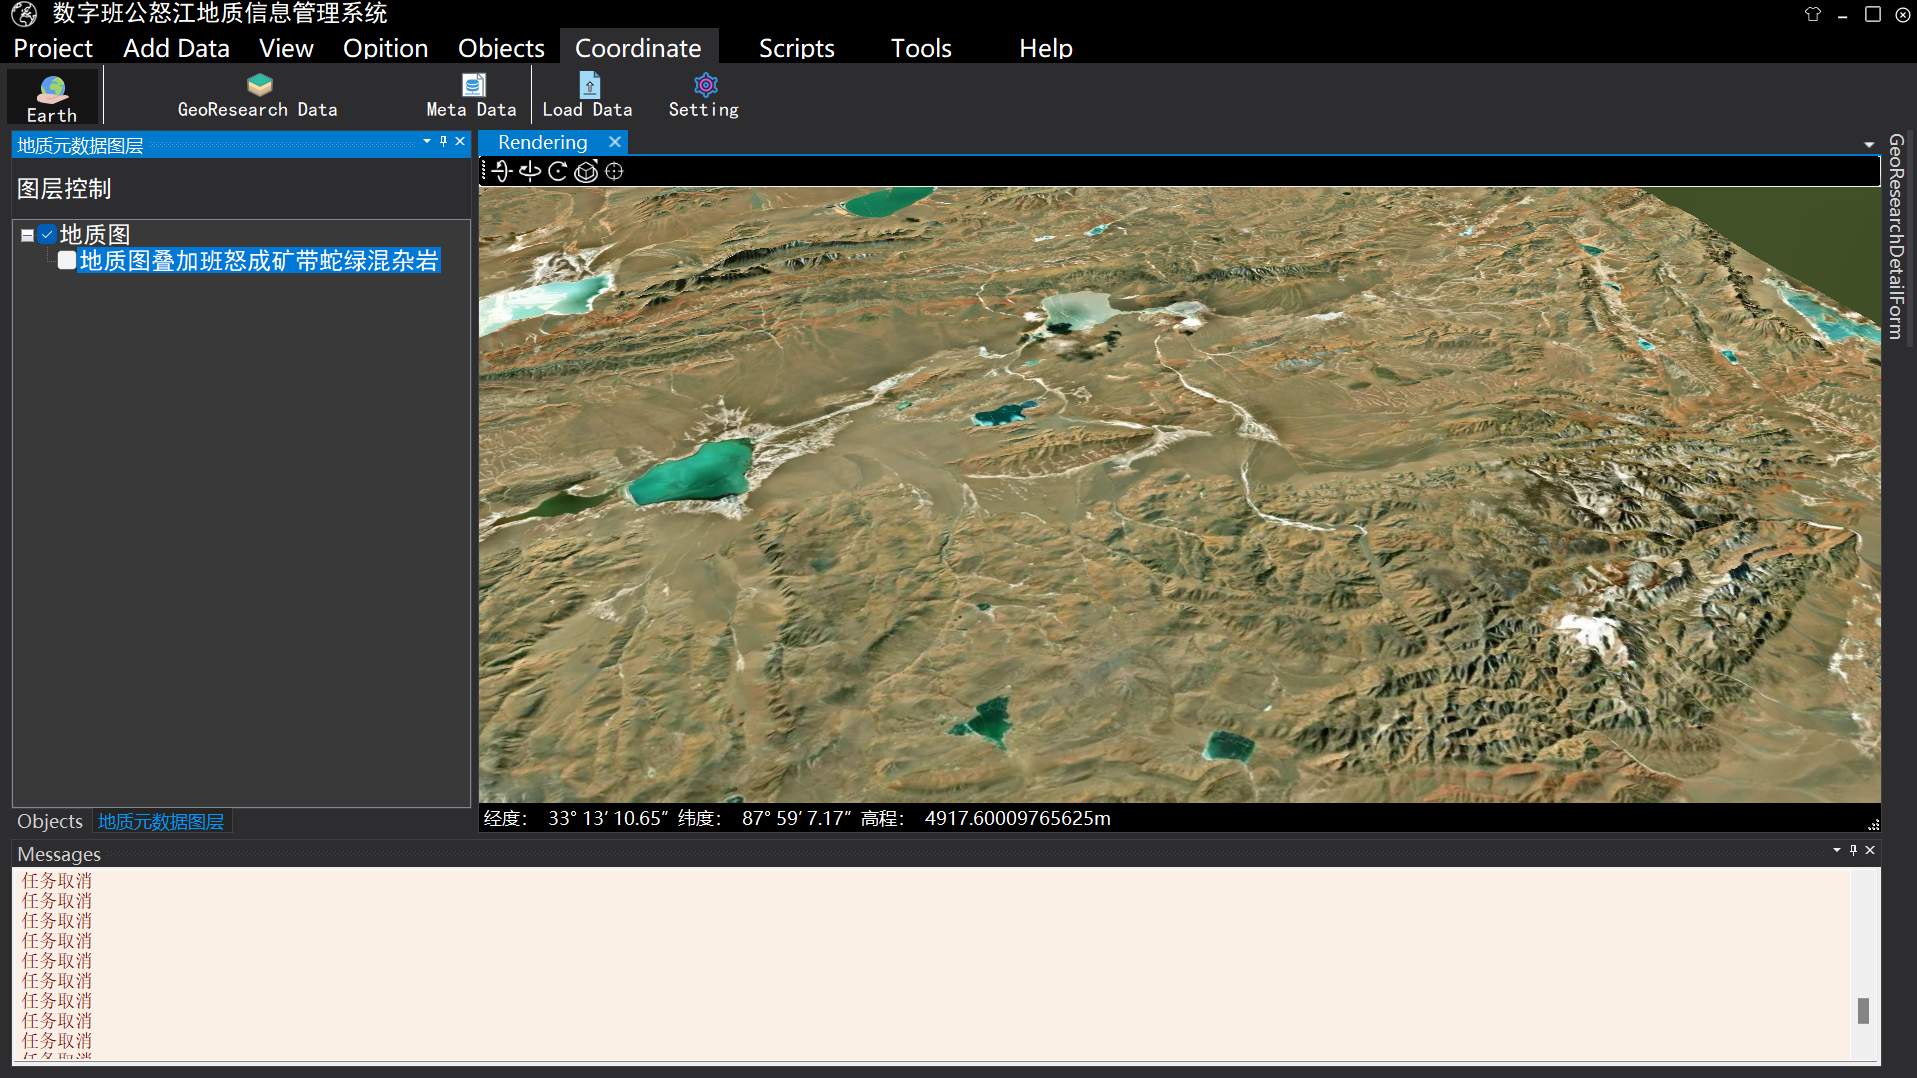 数字班公怒江地质信息管理系统
Project Add Data View Opition Objects Coordinate Scripts Tools Help
Earth GeoResearch Data Meta Data Load Data Setting
地质元数据图层
图层控制
地质图
地质图叠加班怒成矿带蛇绿混杂岩
Objects 地质元数据图层
Rendering
经度： 33° 13′ 10.65″ 纬度： 87° 59′ 7.17″ 高程： 4917.60009765625m
GeoResearchDetailForm
Messages
任务取消
任务取消
任务取消
任务取消
任务取消
任务取消
任务取消
任务取消
任务取消
任务取消